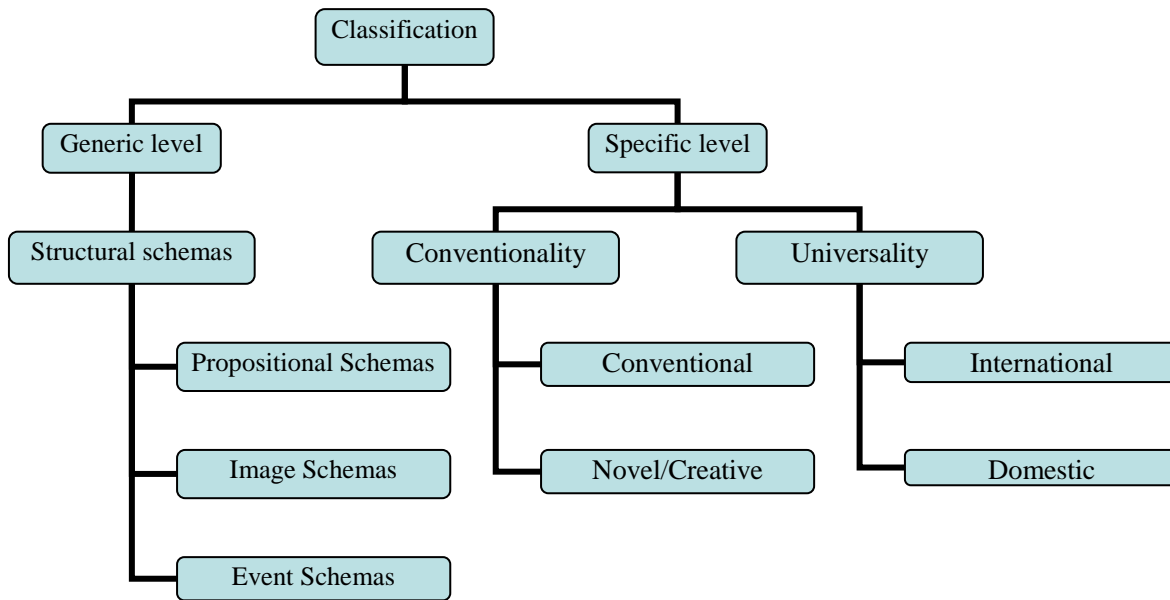 Classification
Generic level
Specific level
Structural schemas
Conventionality
Universality
Propositional Schemas
Conventional
International
Image Schemas
Novel/Creative
Domestic
Event Schemas